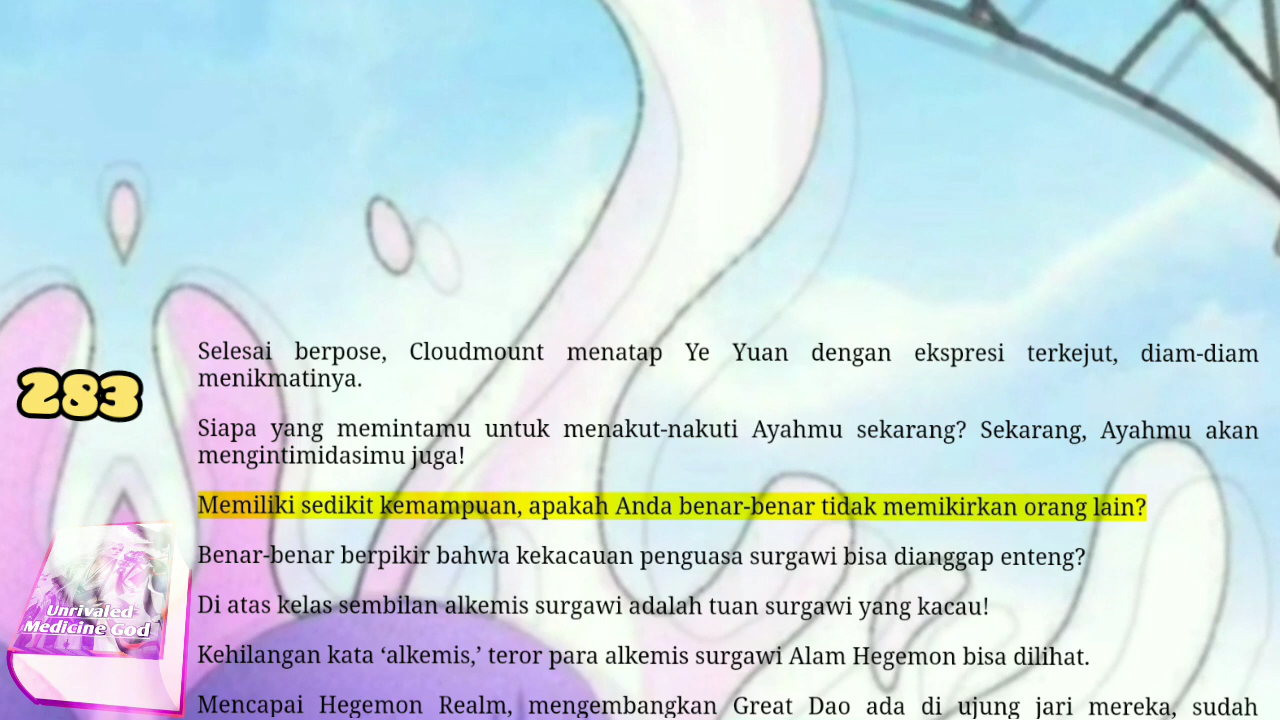 Selesai berpose, Cloudmount menatap Ye Yuan dengan ekspresi terkejut, diam-diam
menikmatinya.
283
Siapa yang memintamu untuk menakut-nakuti Ayahmu sekarang? Sekarang, Ayahmu akan
mengintimidasimu juga!
Memiliki sedikit kemampuan, apakah Anda benar-benar tidak memikirkan orang lain?
Benar-benar berpikir bahwa kekacauan penguasa surgawi bisa dianggap enteng?
Di atas kelas sembilan alkemis surgawi adalah tuan surgawi yang kacau!
Unrivaled
Medicine God
Kehilangan kata ‘alkemis,’ teror para alkemis surgawi Alam Hegemon bisa dilihat.
Mencapai Hegemon Realm, mengembangkan Great Dao ada di ujung jari mereka, sudah